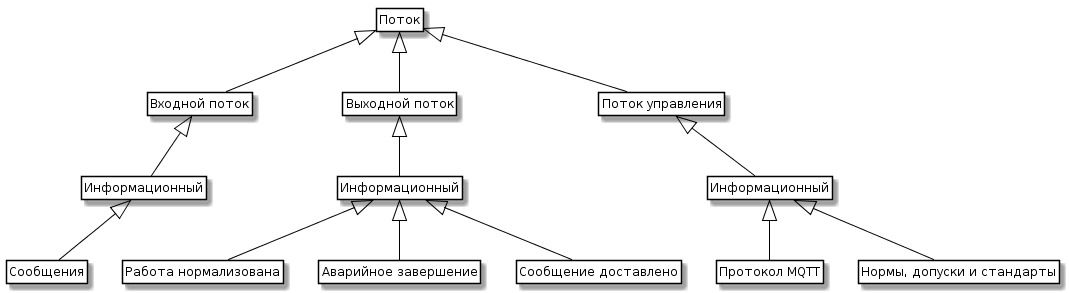 Поток
Входной поток
Выходной поток
Поток управления
Информационный
Информационный
Информационный
Сообщения
Работа нормализована
Аварийное завершение
Сообщение доставлено
Протокол MQTT
Нормы, допуски и стандарты